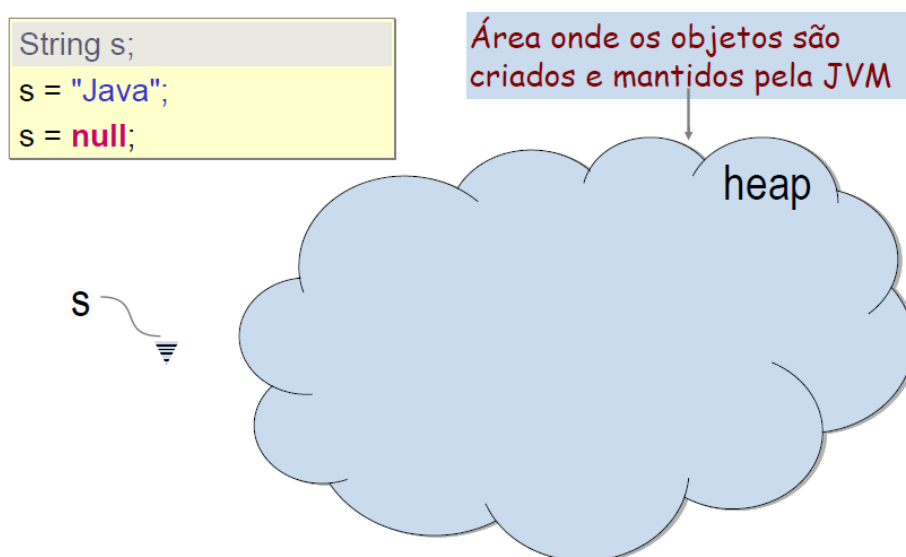 String s;
s = "Java";
s = null;
Área onde os objetos são
criados e mantidos pela JVM
heap
s